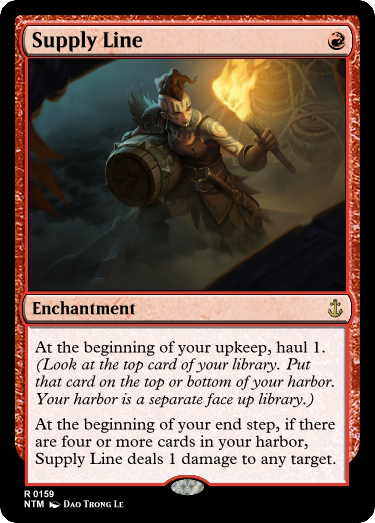 Supply Line
Enchantment
At the beginning of your upkeep, haul 1.
(Look at the top card of your library. Put
that card on the top or bottom of your harbor.
Your harbor is a separate face up library.)
At the beginning of your end step, if there
are four or more cards in your harbor,
Supply Line deals 1 damage to any target.
R 0159
NTM Dao Trong Le